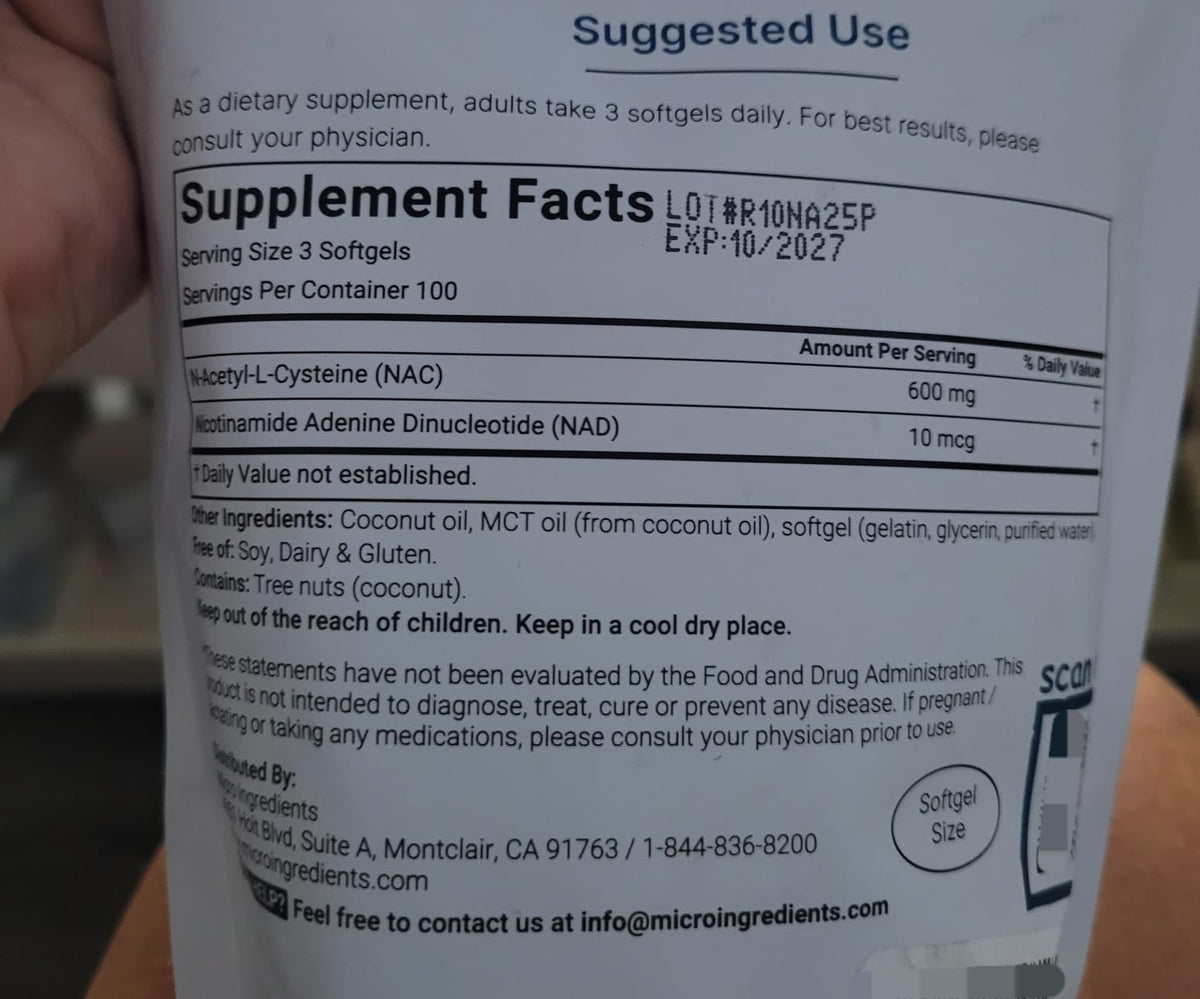 Suggested Use
As a dietary supplement, adults take 3 softgels daily. For best results, please
consult your physician.
Supplement Facts
LOT#R10NA25P
EXP:10/2027
Serving Size 3 Softgels
Servings Per Container 100
Amount Per Serving % Daily Value
N-Acetyl-L-Cysteine (NAC) 600 mg †
Nicotinamide Adenine Dinucleotide (NAD) 10 mcg †
†Daily Value not established.
Other Ingredients: Coconut oil, MCT oil (from coconut oil), softgel (gelatin, glycerin, purified water)
Free of: Soy, Dairy & Gluten.
Contains: Tree nuts (coconut).
Keep out of the reach of children. Keep in a cool dry place.
These statements have not been evaluated by the Food and Drug Administration. This
product is not intended to diagnose, treat, cure or prevent any disease. If pregnant /
lactating or taking any medications, please consult your physician prior to use.
Distributed By:
Micro Ingredients
Holt Blvd, Suite A, Montclair, CA 91763 / 1-844-836-8200
microingredients.com
HELP? Feel free to contact us at info@microingredients.com
Softgel
Size
scan